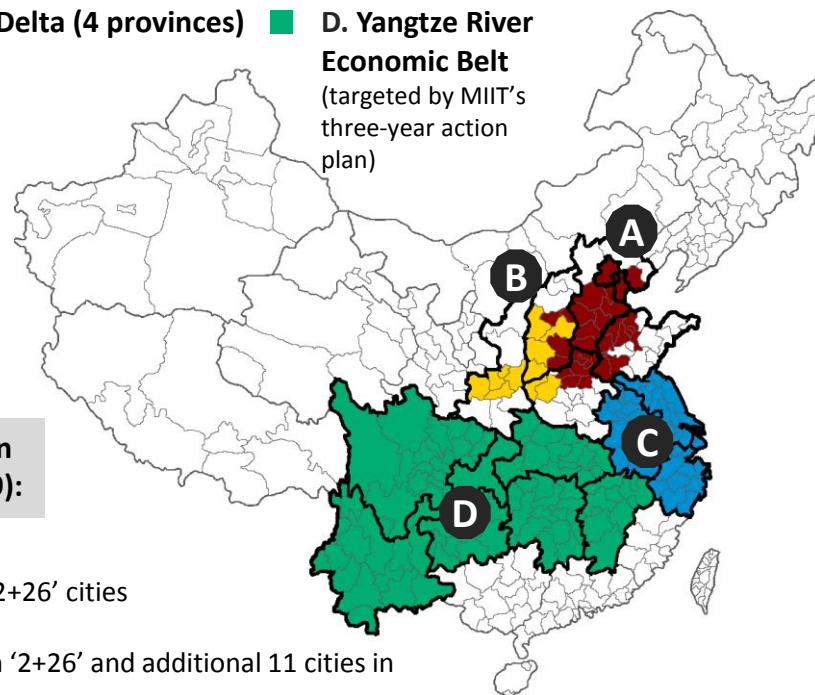 Delta (4 provinces)
D. Yangtze River
Economic Belt
(targeted by MIIT's
three-year action
plan)
A
B
C
D
n
):
2+26' cities
‘2+26’ and additional 11 cities in